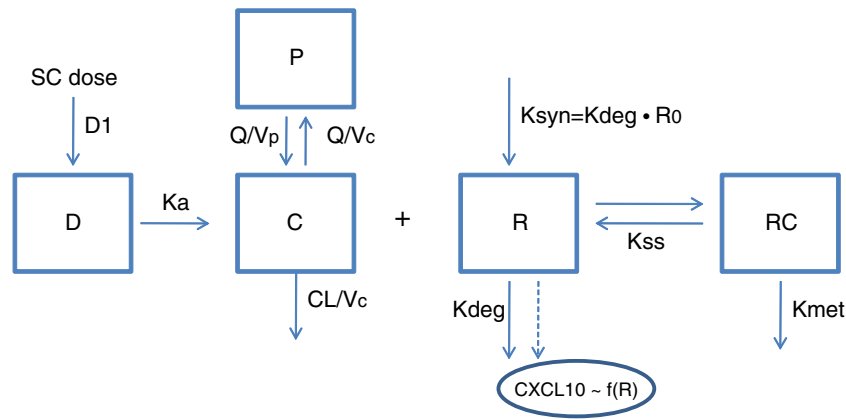 P
SC dose
D1
Q/Vp
Q/Vc
Ksyn=Kdeg • R0
D
Ka
C
+
R
Kss
RC
CL/Vc
Kdeg
Kmet
CXCL10 ~ f(R)